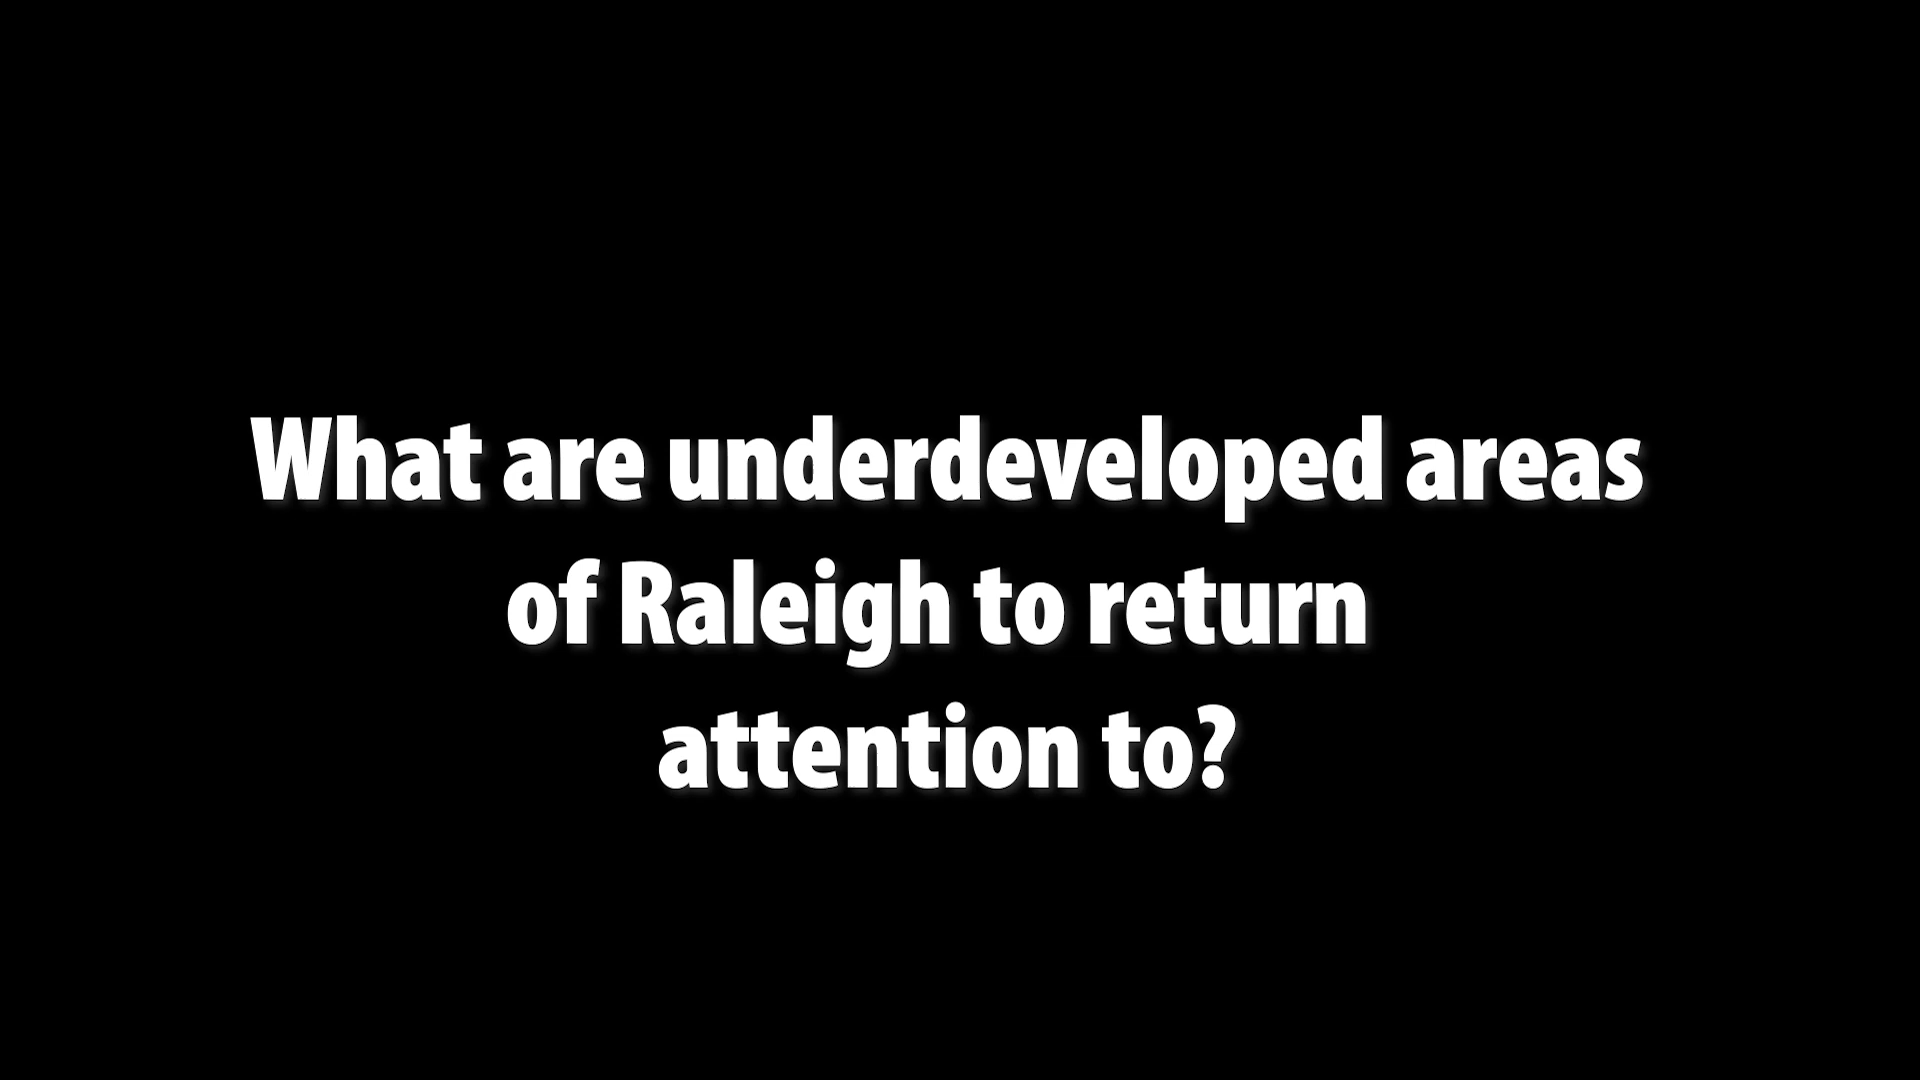 What are underdeveloped areas
of Raleigh to return
attention to?